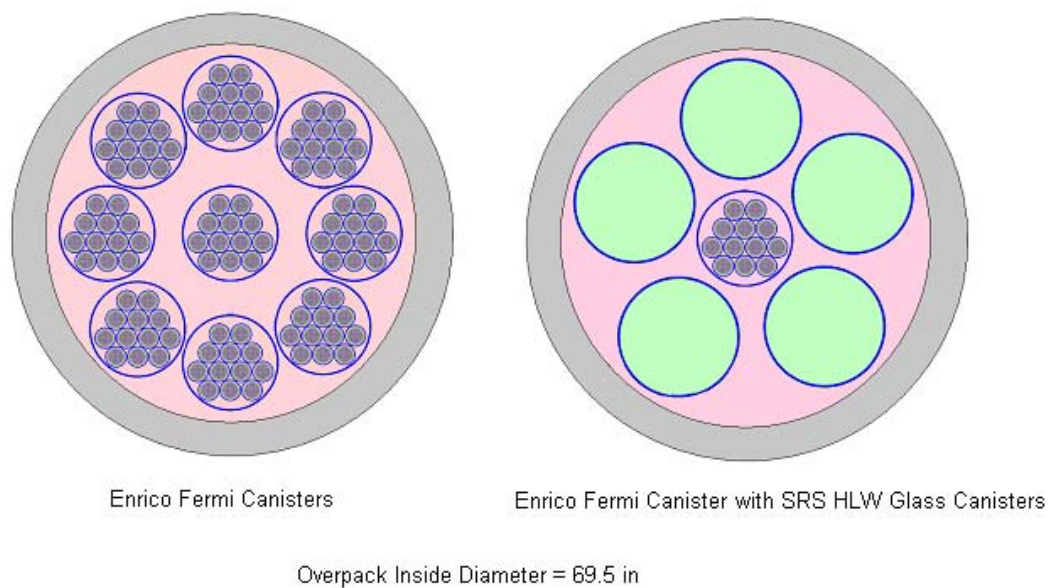 Enrico Fermi Canisters
Enrico Fermi Canister with SRS HLW Glass Canisters
Overpack Inside Diameter = 69.5 in